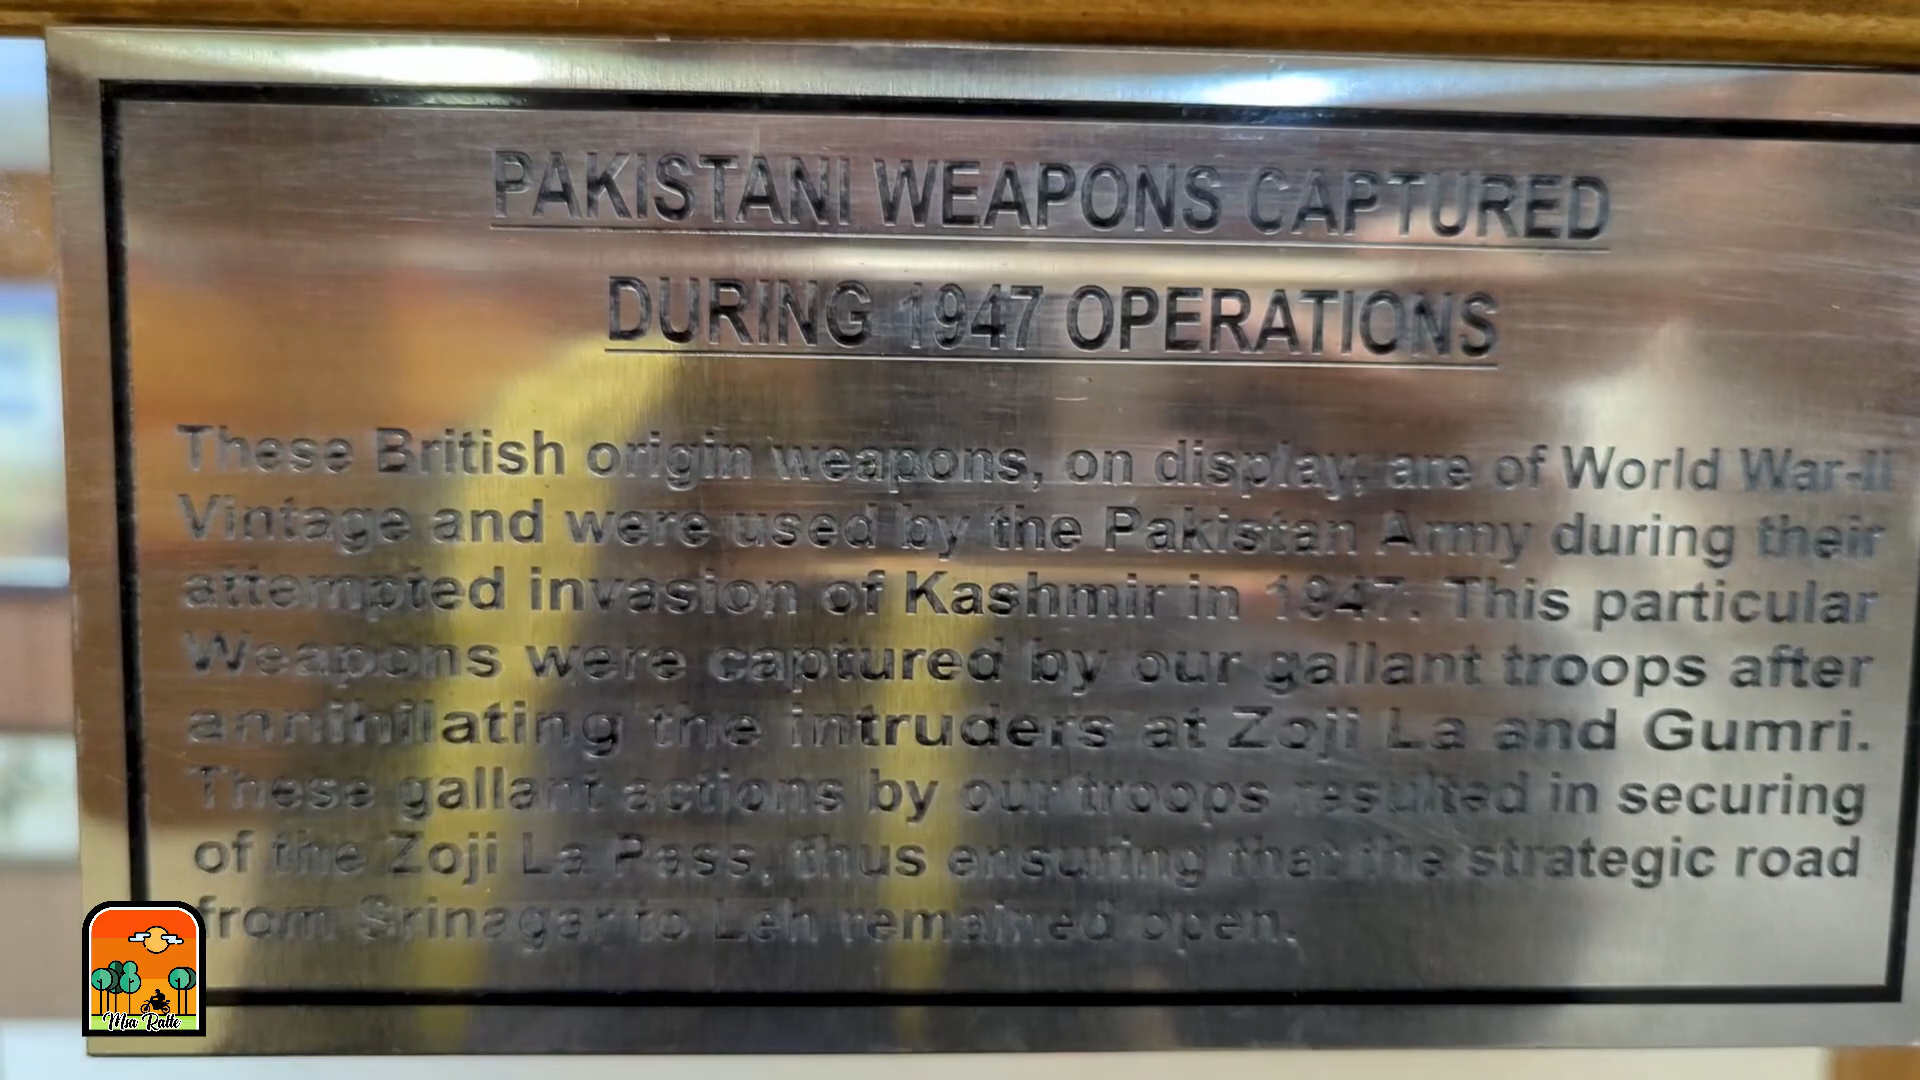 PAKISTANI WEAPONS CAPTURED
DURING 1947 OPERATIONS
These British origin weapons, on display, are of World War-II
Vintage and were used by the Pakistan Army during their
attempted invasion of Kashmir in 1947. This particular
Weapons were captured by our gallant troops after
annihilating the intruders at Zoji La and Gumri.
These gallant actions by our troops resulted in securing
of the Zoji La Pass, thus ensuring that the strategic road
from Srinagar to Leh remained open.
Msa Ratte